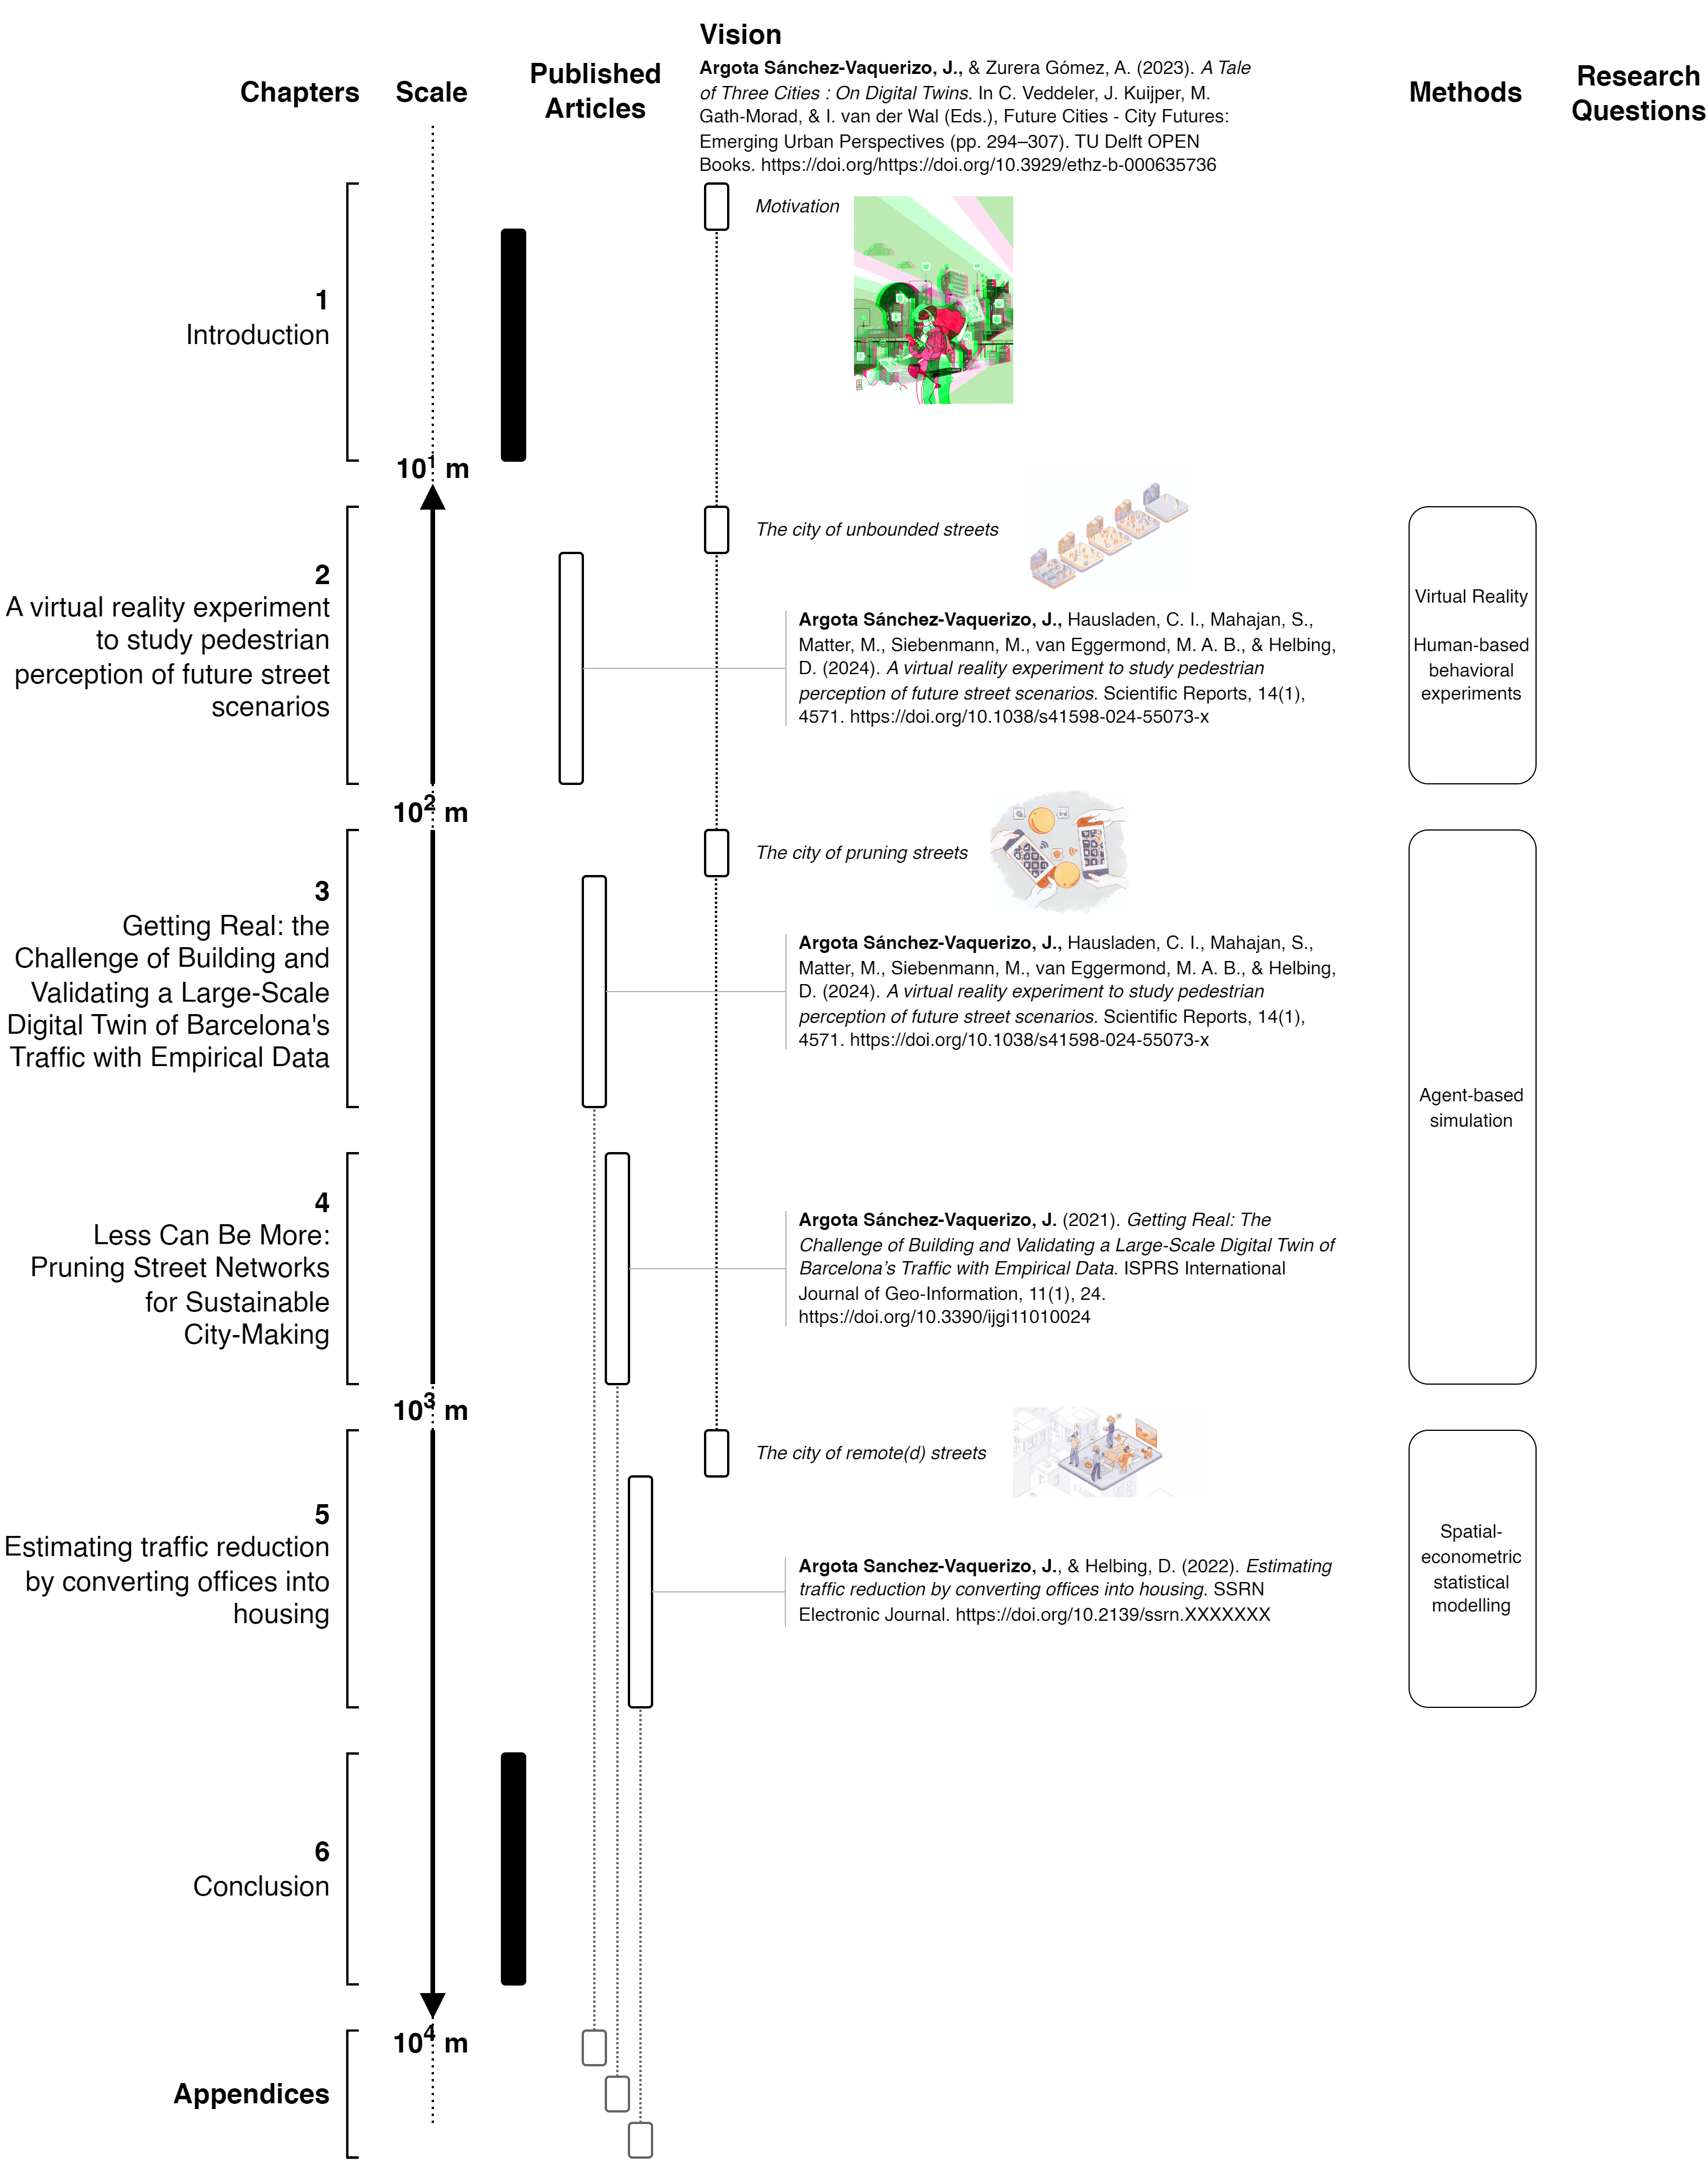 Vision
Argota Sánchez-Vaquerizo, J., & Zurera Gómez, A. (2023). A Tale
of Three Cities : On Digital Twins. In C. Veddeler, J. Kuijper, M.
Gath-Morad, & I. van der Wal (Eds.), Future Cities - City Futures:
Emerging Urban Perspectives (pp. 294–307). TU Delft OPEN
Books. https://doi.org/https://doi.org/10.3929/ethz-b-000635736
Chapters
Scale
Published
Articles
Methods
Research
Questions
Motivation
1
Introduction
10¹ m
The city of unbounded streets
2
A virtual reality experiment
to study pedestrian
perception of future street
scenarios
Argota Sánchez-Vaquerizo, J., Hausladen, C. I., Mahajan, S.,
Matter, M., Siebenmann, M., van Eggermond, M. A. B., & Helbing,
D. (2024). A virtual reality experiment to study pedestrian
perception of future street scenarios. Scientific Reports, 14(1),
4571. https://doi.org/10.1038/s41598-024-55073-x
Virtual Reality
Human-based
behavioral
experiments
10² m
The city of pruning streets
3
Getting Real: the
Challenge of Building and
Validating a Large-Scale
Digital Twin of Barcelona's
Traffic with Empirical Data
Argota Sánchez-Vaquerizo, J., Hausladen, C. I., Mahajan, S.,
Matter, M., Siebenmann, M., van Eggermond, M. A. B., & Helbing,
D. (2024). A virtual reality experiment to study pedestrian
perception of future street scenarios. Scientific Reports, 14(1),
4571. https://doi.org/10.1038/s41598-024-55073-x
Agent-based
simulation
4
Less Can Be More:
Pruning Street Networks
for Sustainable
City-Making
Argota Sánchez-Vaquerizo, J. (2021). Getting Real: The
Challenge of Building and Validating a Large-Scale Digital Twin of
Barcelona’s Traffic with Empirical Data. ISPRS International
Journal of Geo-Information, 11(1), 24.
https://doi.org/10.3390/ijgi11010024
10³ m
The city of remote(d) streets
5
Estimating traffic reduction
by converting offices into
housing
Argota Sanchez-Vaquerizo, J., & Helbing, D. (2022). Estimating
traffic reduction by converting offices into housing. SSRN
Electronic Journal. https://doi.org/10.2139/ssrn.XXXXXXX
Spatial-
econometric
statistical
modelling
6
Conclusion
10⁴ m
Appendices